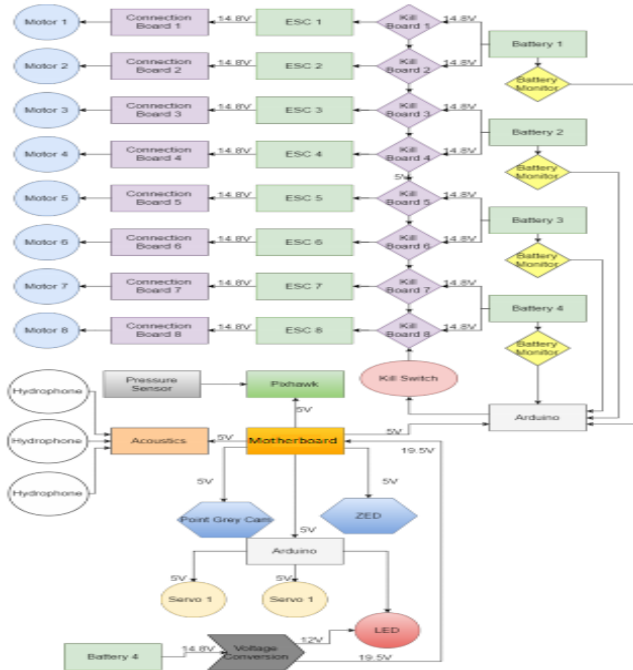 Motor 1
Connection
Board 1
14.8V
ESC 1
14.8V
Kill
Board 1
14.8V
Battery 1
Motor 2
Connection
Board 2
14.8V
ESC 2
Kill
Board 2
14.8V
Battery
Monitor
Motor 3
Connection
Board 3
14.8V
ESC 3
Kill
Board 3
14.8V
Battery 2
Motor 4
Connection
Board 4
14.8V
ESC 4
Kill
Board 4
14.8V
Battery
Monitor
5V
Motor 5
Connection
Board 5
14.8V
ESC 5
Kill
Board 5
14.8V
Battery 3
Motor 6
Connection
Board 6
14.8V
ESC 6
Kill
Board 6
14.8V
Battery
Monitor
Motor 7
Connection
Board 7
14.8V
ESC 7
Kill
Board 7
14.8V
Battery 4
Motor 8
Connection
Board 8
14.8V
ESC 8
Kill
Board 8
14.8V
Battery
Monitor
Hydrophone
Pressure
Sensor
Pixhawk
Kill Switch
Arduino
5V
Hydrophone
Acoustics
5V
Motherboard
5V
19.5V
Hydrophone
5V
5V
Point Grey Cam
ZED
5V
Arduino
5V
5V
Servo 1
Servo 1
LED
Battery 4
14.8V
Voltage
Conversion
12V
19.5V